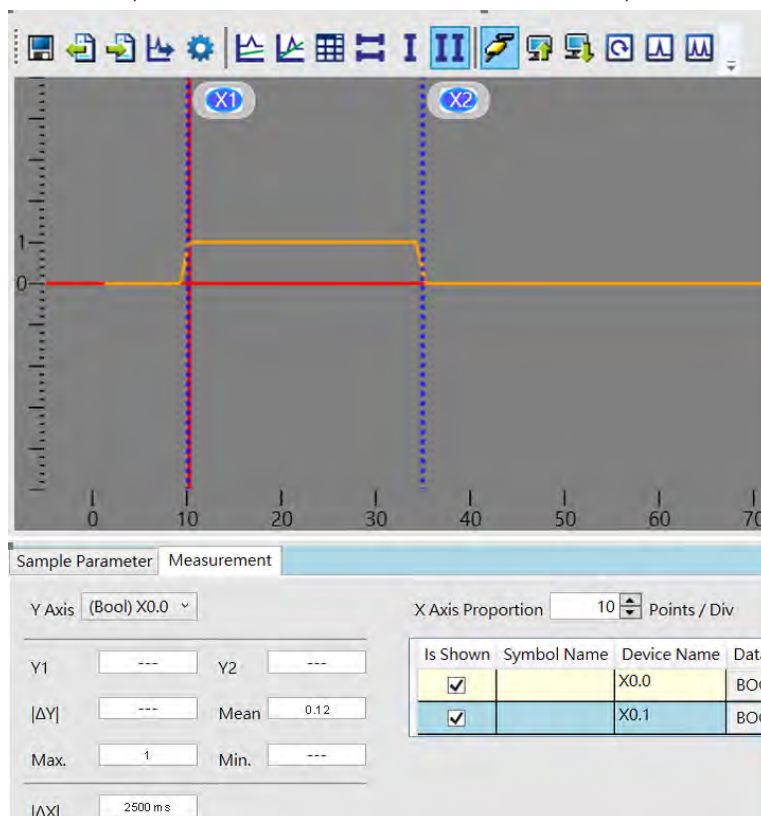 X1 X2
1
0
0 10 20 30 40 50 60 70
Sample Parameter Measurement
Y Axis (Bool) X0.0 X Axis Proportion 10 Points / Div
Is Shown Symbol Name Device Name
Y1 --- Y2 --- X0.0
|ΔY| --- Mean 0.12 X0.1
Max. 1 Min. ---
|ΔX| 2500 ms